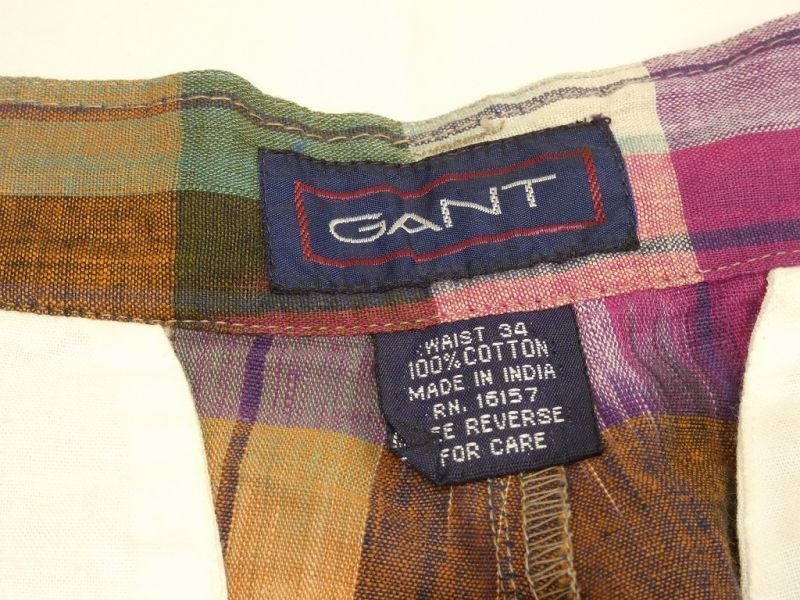 GANT
WAIST 34
100% COTTON
MADE IN INDIA
RN. 16157
REVERSE
FOR CARE